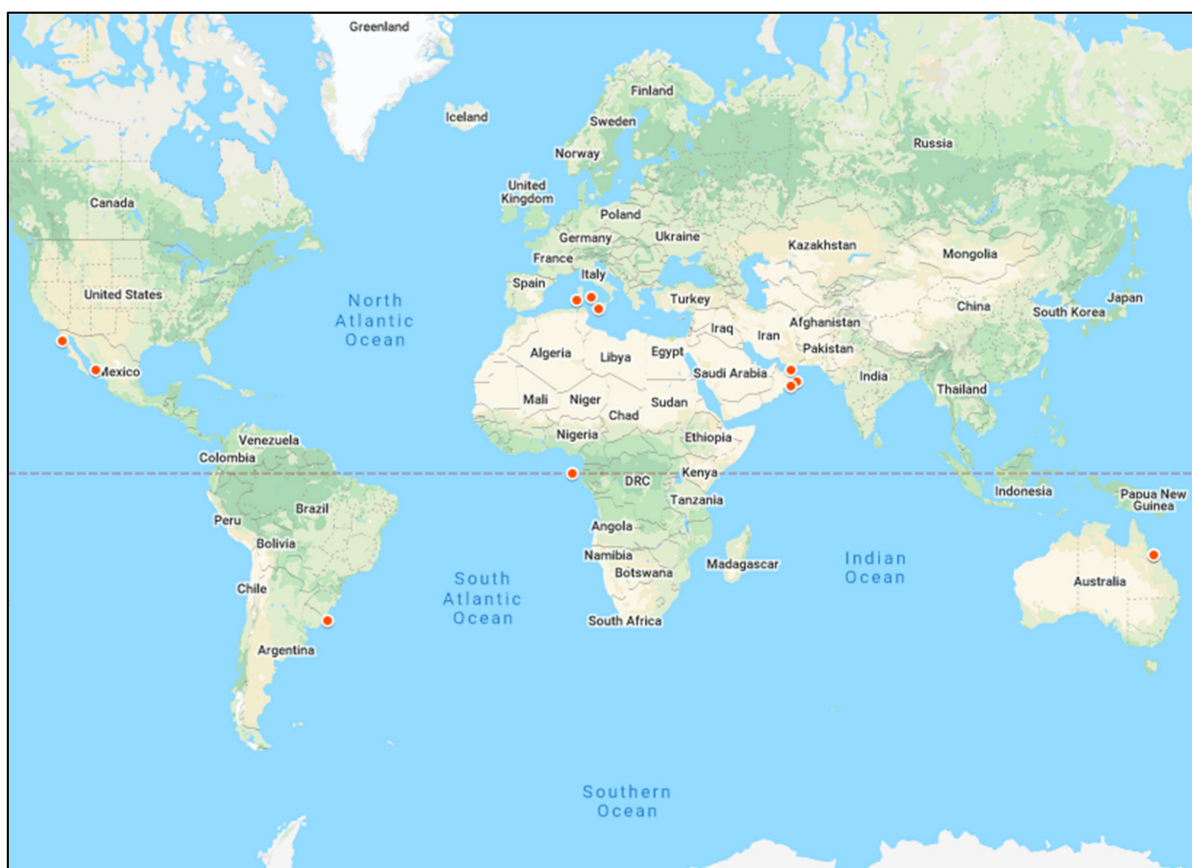 Greenland
Iceland
Finland
Sweden
Norway
Russia
United
Kingdom
Canada
Poland
Germany
Ukraine
Kazakhstan
Mongolia
France
Italy
Spain
United States
Turkey
China
Japan
South Korea
North
Atlantic
Ocean
Iraq
Iran
Afghanistan
Pakistan
Algeria
Libya
Egypt
Mexico
Saudi Arabia
India
Thailand
Mali
Niger
Sudan
Chad
Nigeria
Ethiopia
Venezuela
Colombia
DRC
Kenya
Indonesia
Papua New
Guinea
Tanzania
Brazil
Peru
Angola
Bolivia
Namibia
Madagascar
Indian
Ocean
Botswana
Australia
Chile
South
Atlantic
Ocean
South Africa
Argentina
Southern
Ocean